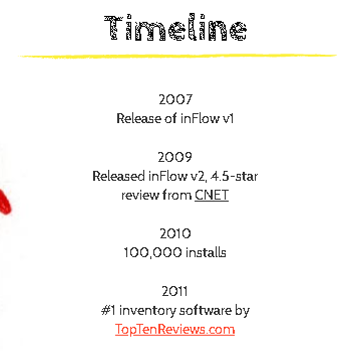 Timeline
2007
Release of inFlow v1
2009
Released inFlow v2, 4.5-star
review from CNET
2010
100,000 installs
2011
#1 inventory software by
TopTenReviews.com